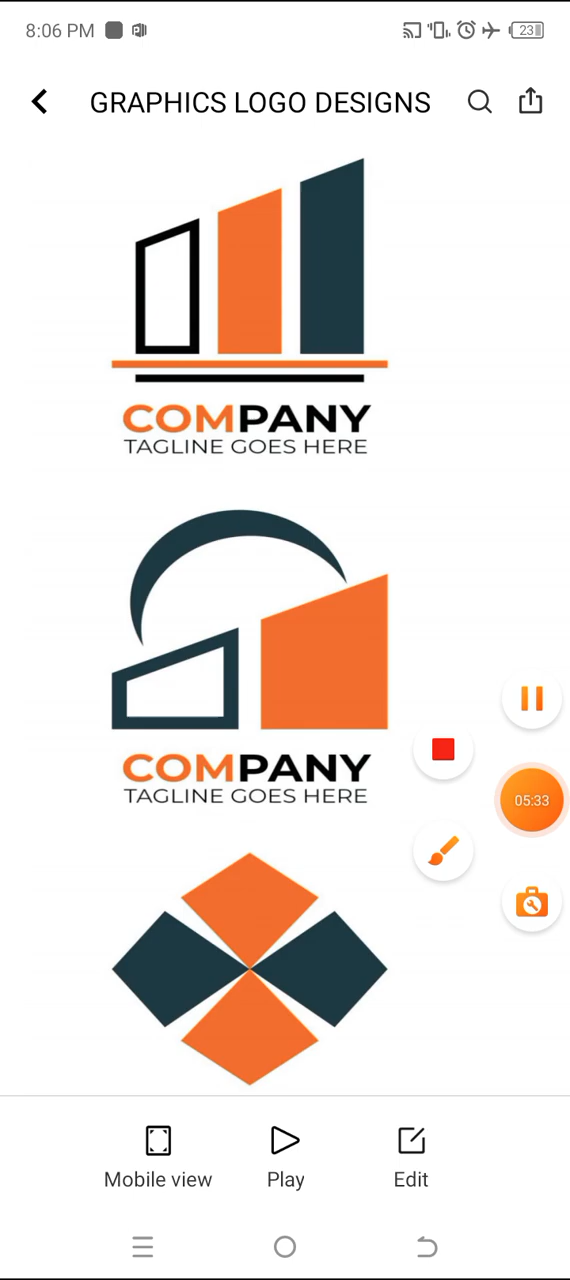 8:06 PM
23
GRAPHICS LOGO DESIGNS
COMPANY
TAGLINE GOES HERE
COMPANY
TAGLINE GOES HERE
05:33
Mobile view
Play
Edit